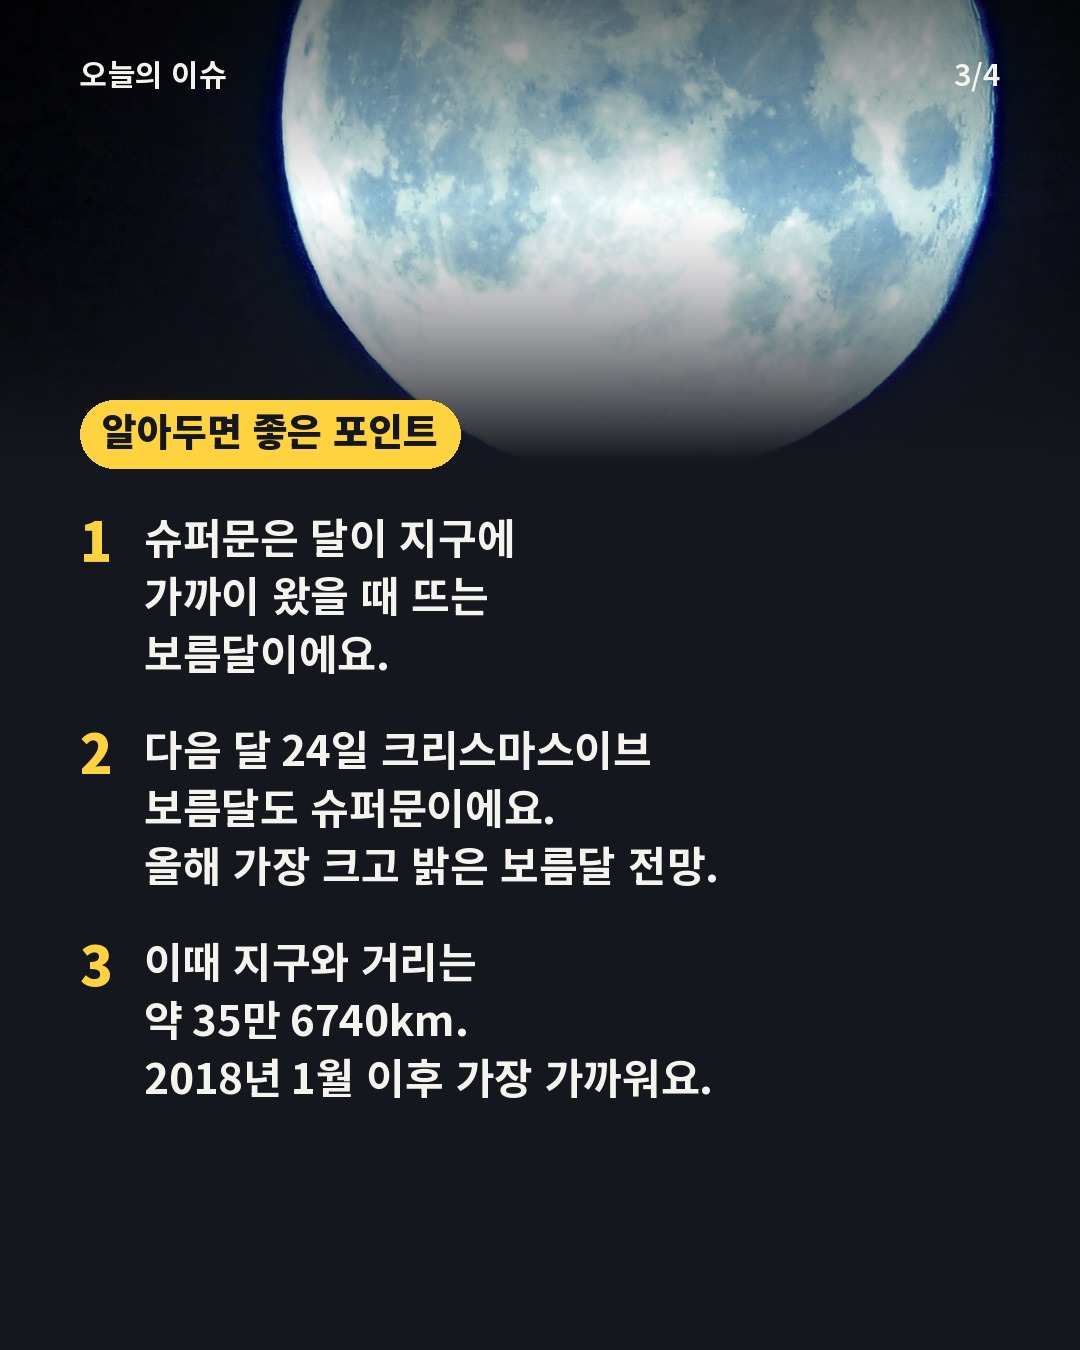 오늘의 이슈
3/4
알아두면 좋은 포인트
1 슈퍼문은 달이 지구에
가까이 왔을 때 뜨는
보름달이에요.
2 다음 달 24일 크리스마스이브
보름달도 슈퍼문이에요.
올해 가장 크고 밝은 보름달 전망.
3 이때 지구와 거리는
약 35만 6740km.
2018년 1월 이후 가장 가까워요.